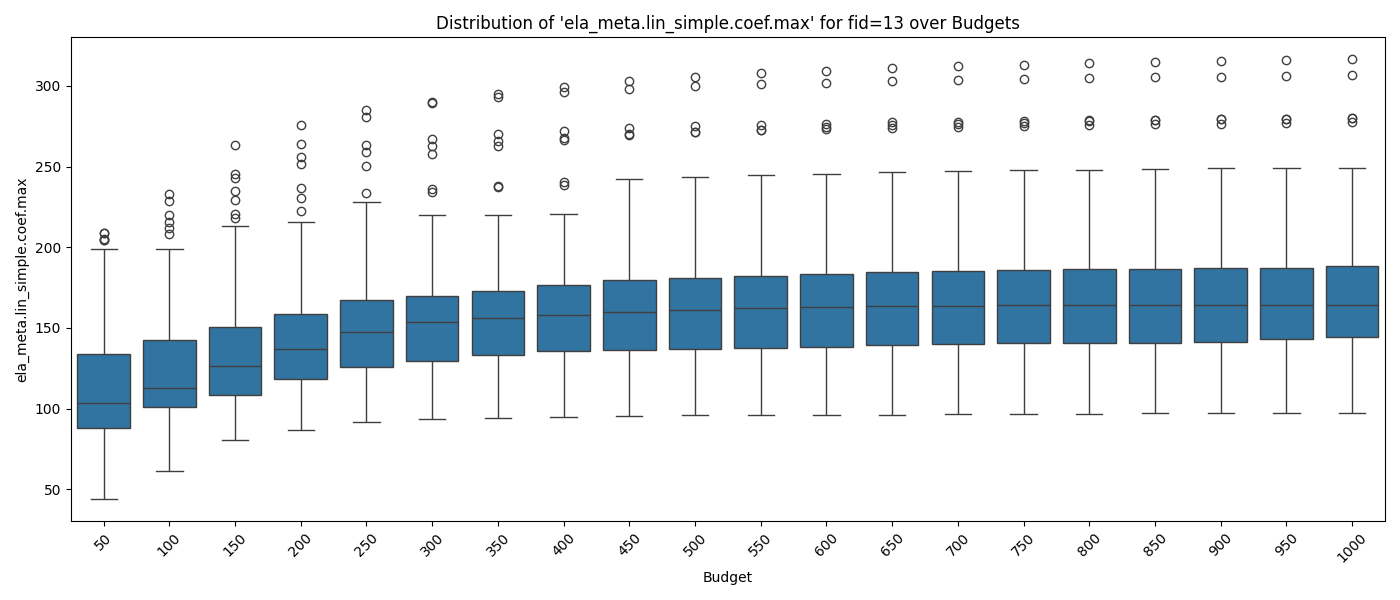 Distribution of 'ela_meta.lin_simple.coef.max' for fid=13 over Budgets
ela_meta.lin_simple.coef.max
300
250
200
150
100
50
50 100 150 200 250 300 350 400 450 500 550 600 650 700 750 800 850 900 950 1000
Budget